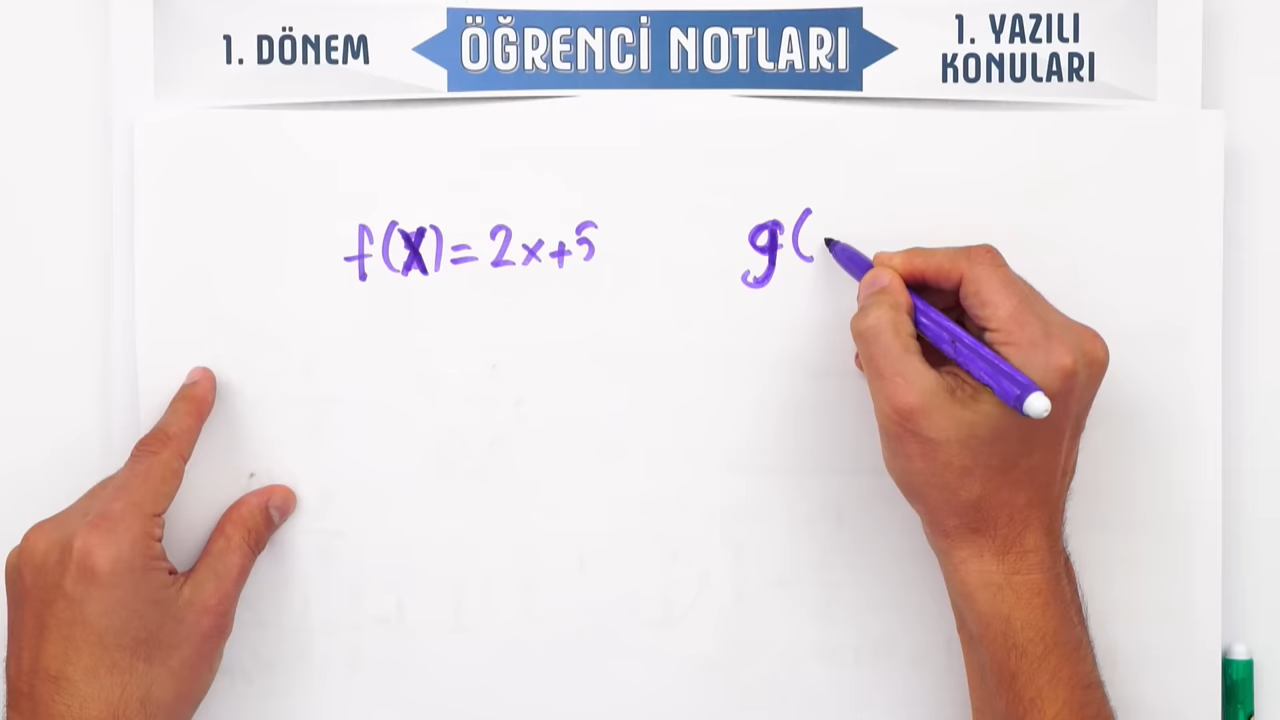 1. DÖNEM
ÖĞRENCİ NOTLARI
1. YAZILI
KONULARI
f(x) = 2x+5
g(